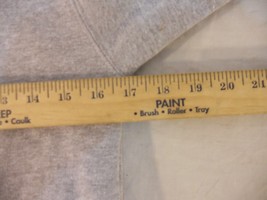 13 14 15 16 17 18 19 20 21
EP PAINT
• Caulk • Brush • Roller • Tray